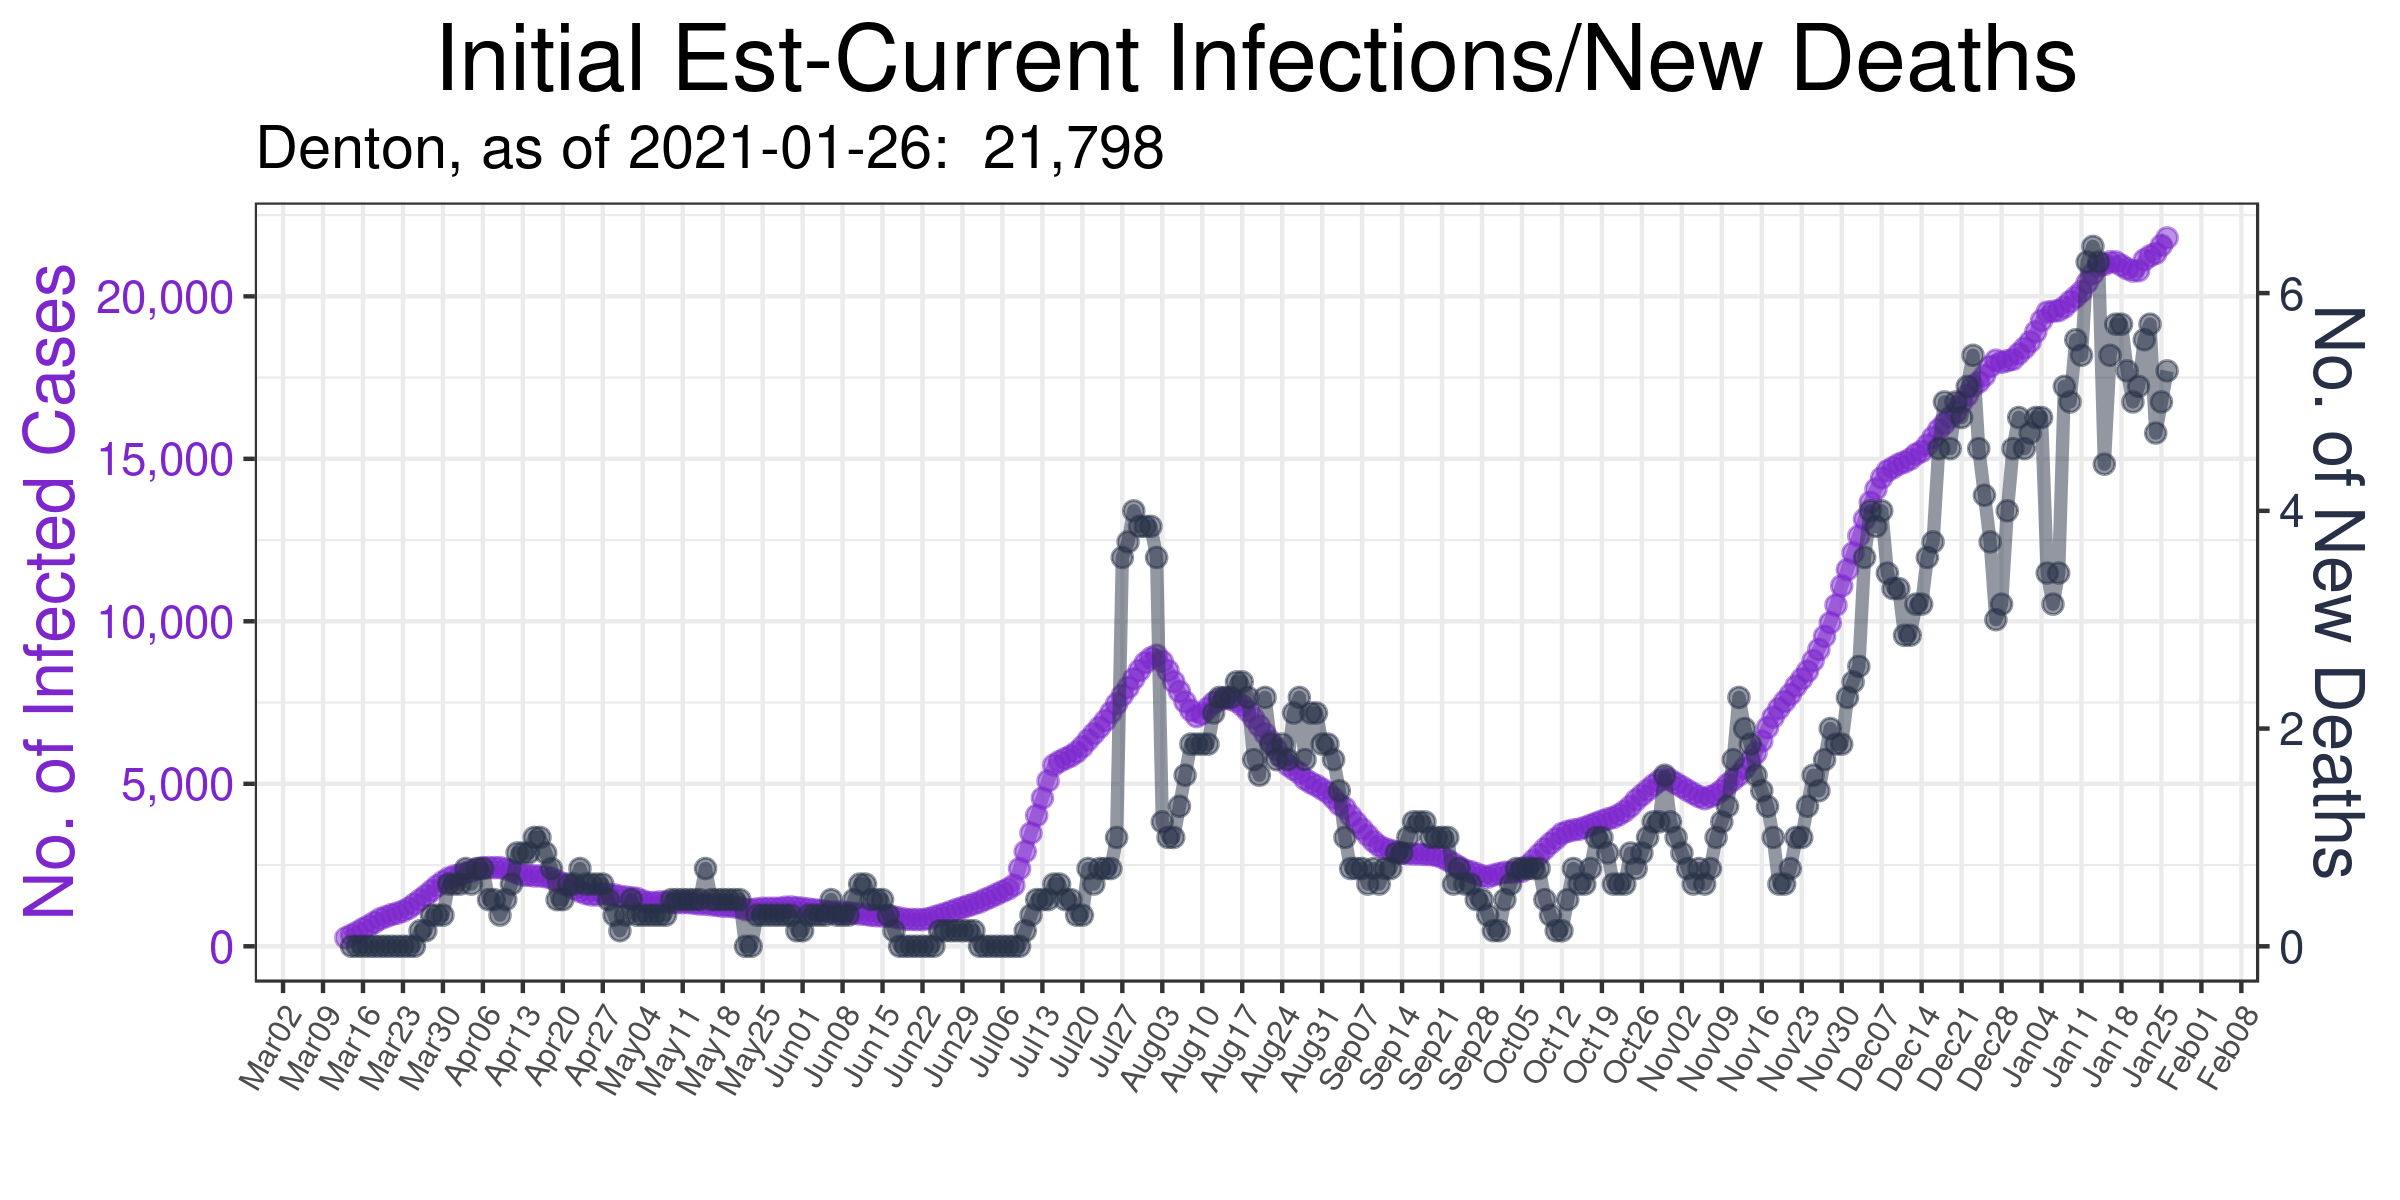 Initial Est-Current Infections/New Deaths
Denton, as of 2021-01-26:  21,798
No. of Infected Cases
20,000
15,000
10,000
5,000
0
6
4
2
0
No. of New Deaths
Mar02
Mar09
Mar16
Mar23
Mar30
Apr06
Apr13
Apr20
Apr27
May04
May11
May18
May25
Jun01
Jun08
Jun15
Jun22
Jun29
Jul06
Jul13
Jul20
Jul27
Aug03
Aug10
Aug17
Aug24
Aug31
Sep07
Sep14
Sep21
Sep28
Oct05
Oct12
Oct19
Oct26
Nov02
Nov09
Nov16
Nov23
Nov30
Dec07
Dec14
Dec21
Dec28
Jan04
Jan11
Jan18
Jan25
Feb01
Feb08